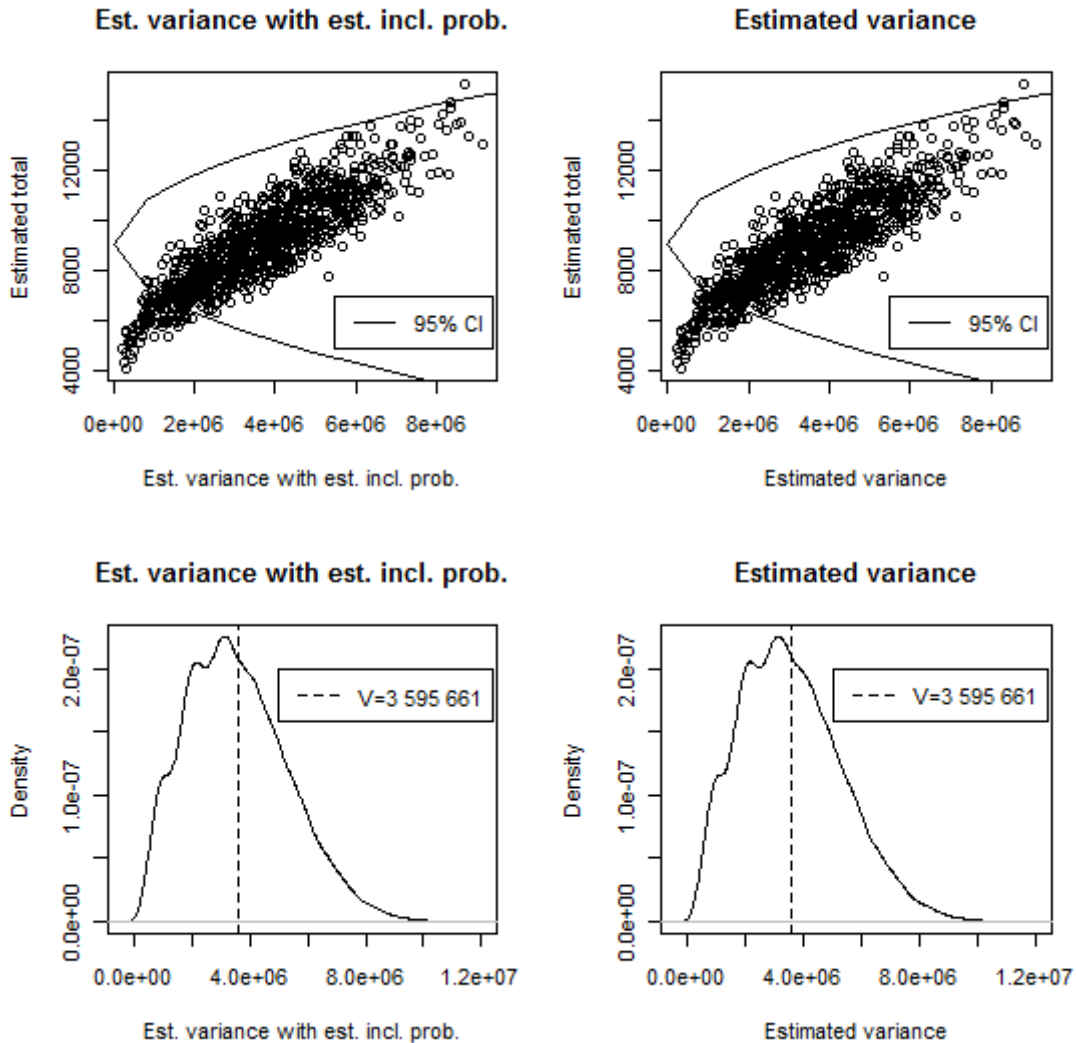 Est. variance with est. incl. prob.
Estimated total
4000 8000 12000
95% CI
0e+00 2e+06 4e+06 6e+06 8e+06
Est. variance with est. incl. prob.
Estimated variance
Estimated total
4000 8000 12000
95% CI
0e+00 2e+06 4e+06 6e+06 8e+06
Estimated variance
Est. variance with est. incl. prob.
Density
0.0e+00 1.0e-07 2.0e-07
V=3 595 661
0.0e+00 4.0e+06 8.0e+06 1.2e+07
Est. variance with est. incl. prob.
Estimated variance
Density
0.0e+00 1.0e-07 2.0e-07
V=3 595 661
0.0e+00 4.0e+06 8.0e+06 1.2e+07
Estimated variance